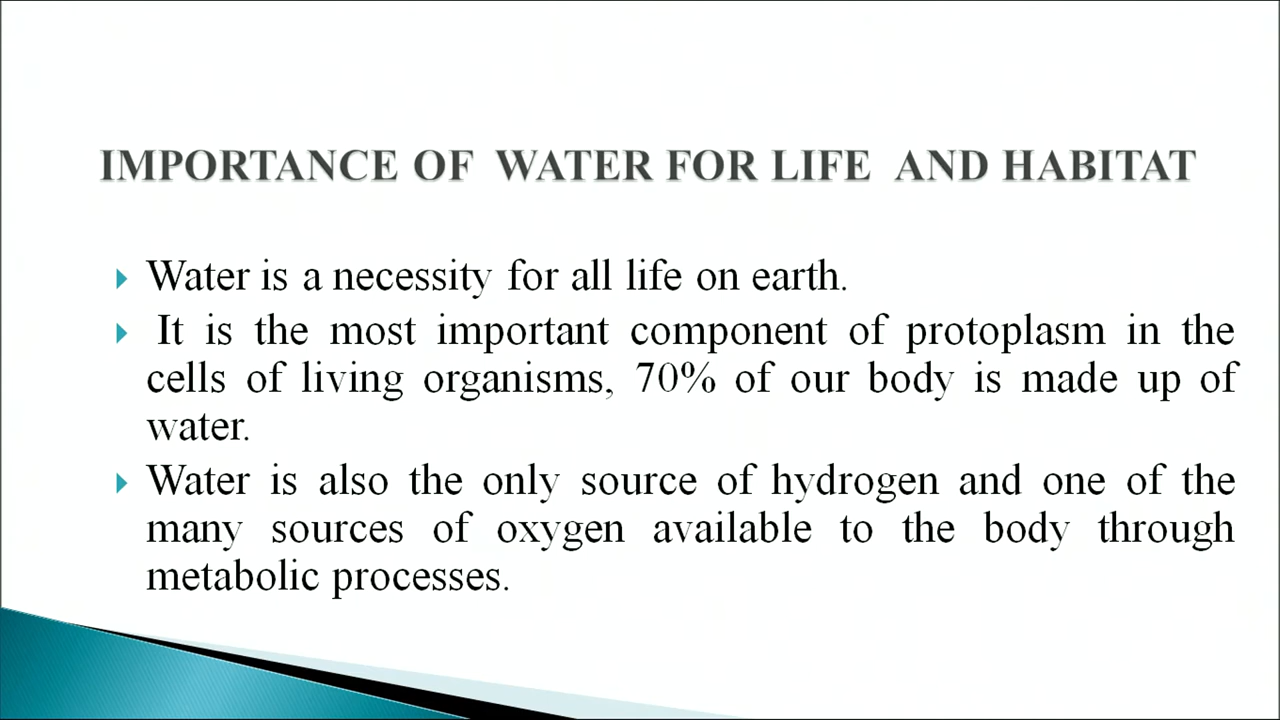 IMPORTANCE OF WATER FOR LIFE AND HABITAT
Water is a necessity for all life on earth.
It is the most important component of protoplasm in the
cells of living organisms, 70% of our body is made up of
water.
Water is also the only source of hydrogen and one of the
many sources of oxygen available to the body through
metabolic processes.